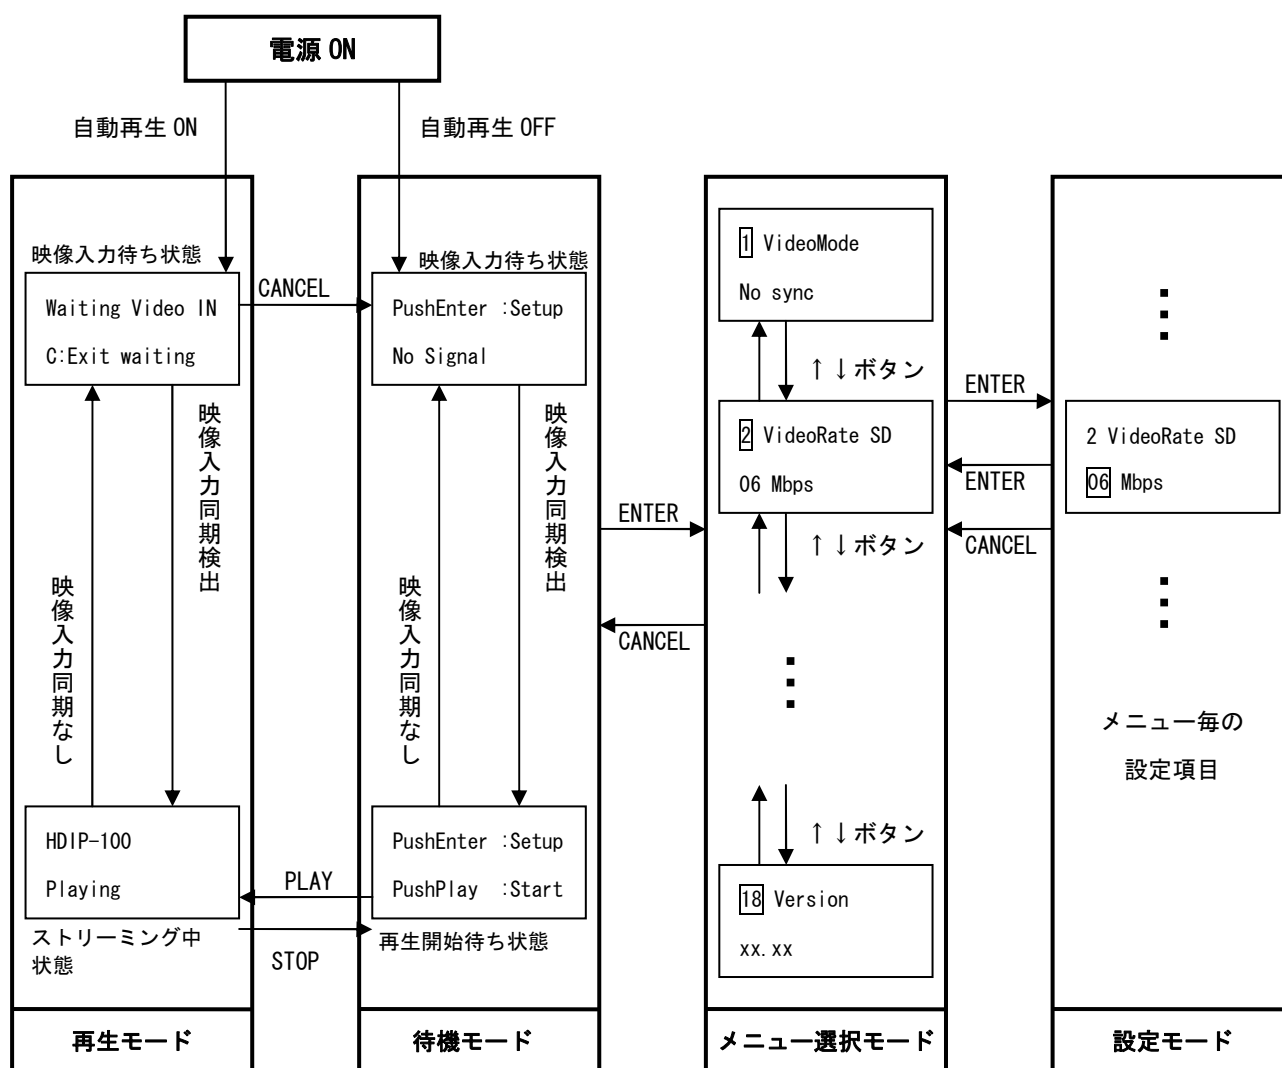 電源 ON
自動再生 ON
自動再生 OFF
映像入力待ち状態
Waiting Video IN
C:Exit waiting
CANCEL
映像入力同期検出
映像入力同期なし
HDIP-100
Playing
ストリーミング中
状態
再生モード
映像入力待ち状態
PushEnter :Setup
No Signal
映像入力同期検出
映像入力同期なし
PushEnter :Setup
PushPlay :Start
PLAY
STOP
再生開始待ち状態
待機モード
ENTER
CANCEL
1 VideoMode
No sync
↑↓ボタン
2 VideoRate SD
06 Mbps
↑↓ボタン
↑↓ボタン
18 Version
xx.xx
メニュー選択モード
ENTER
ENTER
CANCEL
2 VideoRate SD
06 Mbps
メニュー毎の
設定項目
設定モード